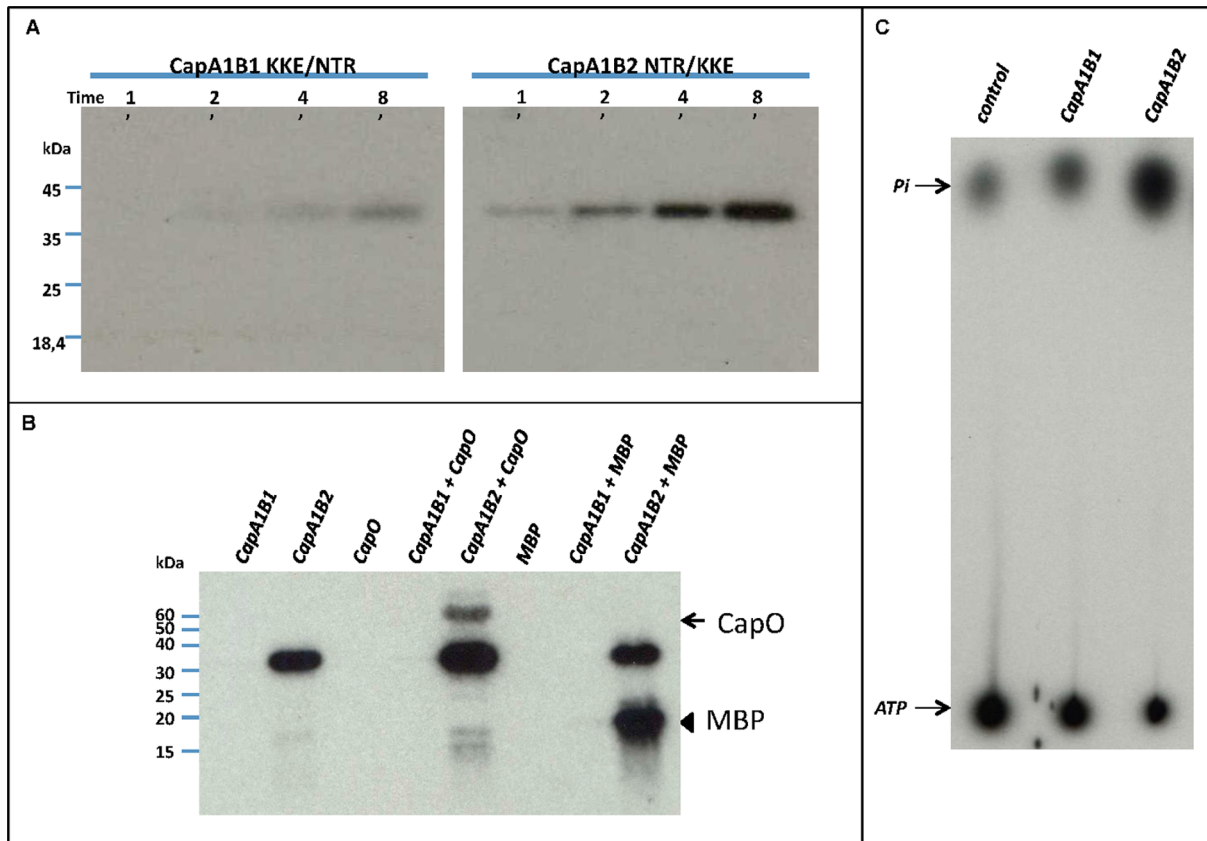 A
CapA1B1 KKE/NTR
CapA1B2 NTR/KKE
Time 1 2 4 8
1 2 4 8
, , , ,
, , , ,
kDa
45
35
25
18,4
B
CapA1B1
CapA1B2
CapO
CapA1B1 + CapO
CapA1B2 + CapO
MBP
CapA1B1 + MBP
CapA1B2 + MBP
kDa
60
50
40
30
25
20
15
CapO
MBP
C
control
CapA1B1
CapA1B2
Pi
ATP